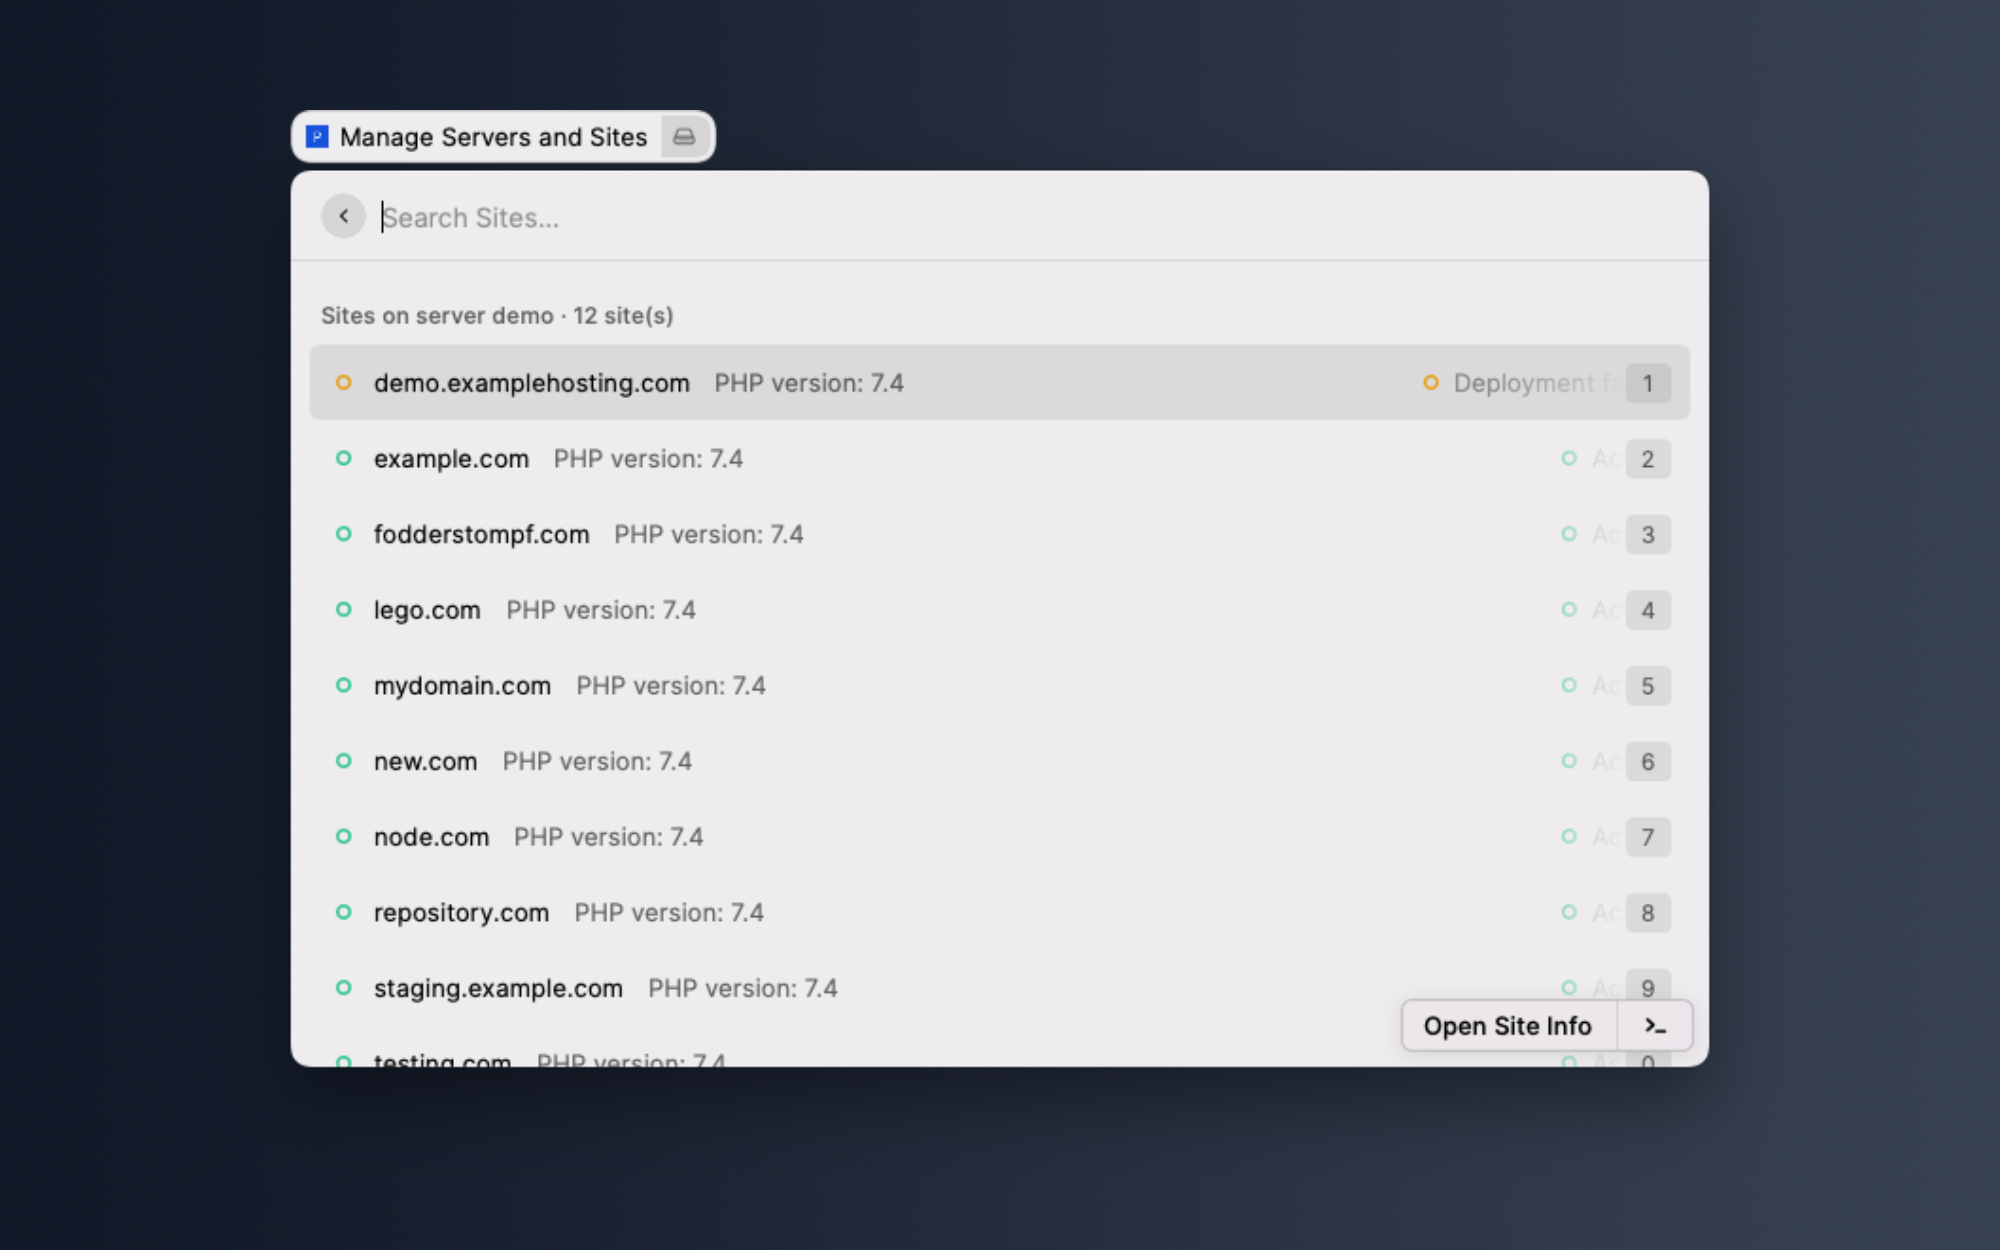 Manage Servers and Sites
Search Sites...
Sites on server demo · 12 site(s)
demo.examplehosting.com PHP version: 7.4 Deployment fa 1
example.com PHP version: 7.4 Ac 2
fodderstompf.com PHP version: 7.4 Ac 3
lego.com PHP version: 7.4 Ac 4
mydomain.com PHP version: 7.4 Ac 5
new.com PHP version: 7.4 Ac 6
node.com PHP version: 7.4 Ac 7
repository.com PHP version: 7.4 Ac 8
staging.example.com PHP version: 7.4 Ac 9
Open Site Info >_
testing.com PHP version: 7.4 Ac 0